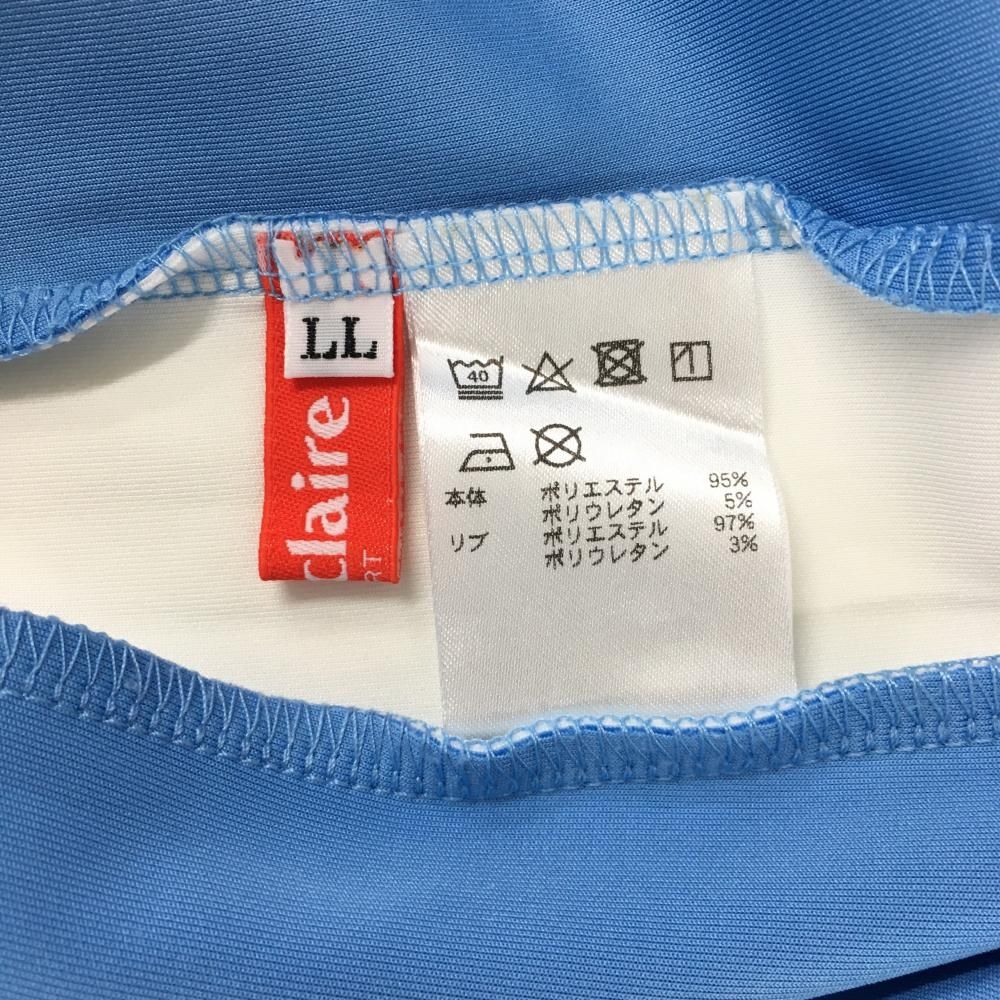 LL
claire
RT
40
本体 ポリエステル 95%
ポリウレタン 5%
リブ ポリエステル 97%
ポリウレタン 3%